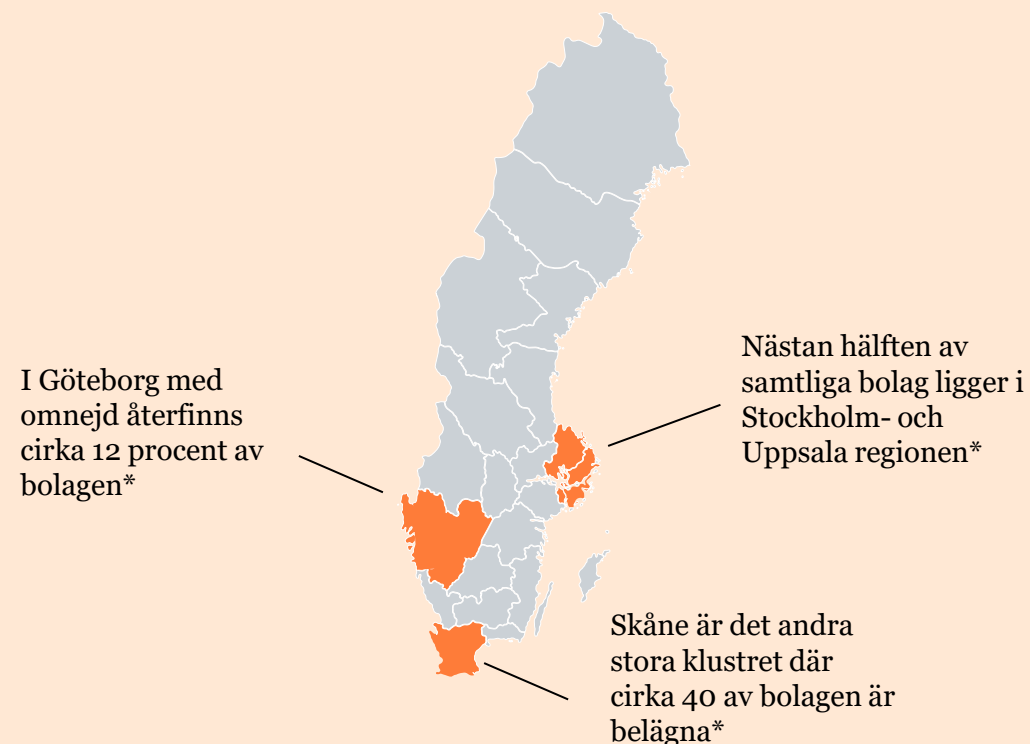 I Göteborg med
omnejd återfinns
cirka 12 procent av
bolagen*
Nästan hälften av
samtliga bolag ligger i
Stockholm- och
Uppsala regionen*
Skåne är det andra
stora klustret där
cirka 40 av bolagen är
belägna*